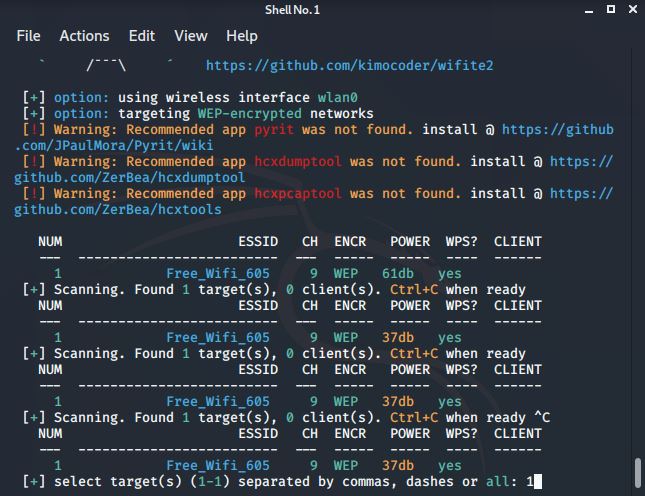 Shell No. 1
File Actions Edit View Help
` /¯¯¯\ ´ https://github.com/kimocoder/wifite2
[+] option: using wireless interface wlan0
[+] option: targeting WEP-encrypted networks
[!] Warning: Recommended app pyrit was not found. install @ https://github
.com/JPaulMora/Pyrit/wiki
[!] Warning: Recommended app hcxdumptool was not found. install @ https://
github.com/ZerBea/hcxdumptool
[!] Warning: Recommended app hcxpcaptool was not found. install @ https://
github.com/ZerBea/hcxtools
NUM ESSID CH ENCR POWER WPS? CLIENT
--- ------------------------- --- ---- ----- ---- ------
1 Free_Wifi_605 9 WEP 61db yes
[+] Scanning. Found 1 target(s), 0 client(s). Ctrl+C when ready
NUM ESSID CH ENCR POWER WPS? CLIENT
--- ------------------------- --- ---- ----- ---- ------
1 Free_Wifi_605 9 WEP 37db yes
[+] Scanning. Found 1 target(s), 0 client(s). Ctrl+C when ready
NUM ESSID CH ENCR POWER WPS? CLIENT
--- ------------------------- --- ---- ----- ---- ------
1 Free_Wifi_605 9 WEP 37db yes
[+] Scanning. Found 1 target(s), 0 client(s). Ctrl+C when ready ^C
NUM ESSID CH ENCR POWER WPS? CLIENT
--- ------------------------- --- ---- ----- ---- ------
1 Free_Wifi_605 9 WEP 37db yes
[+] select target(s) (1-1) separated by commas, dashes or all: 1